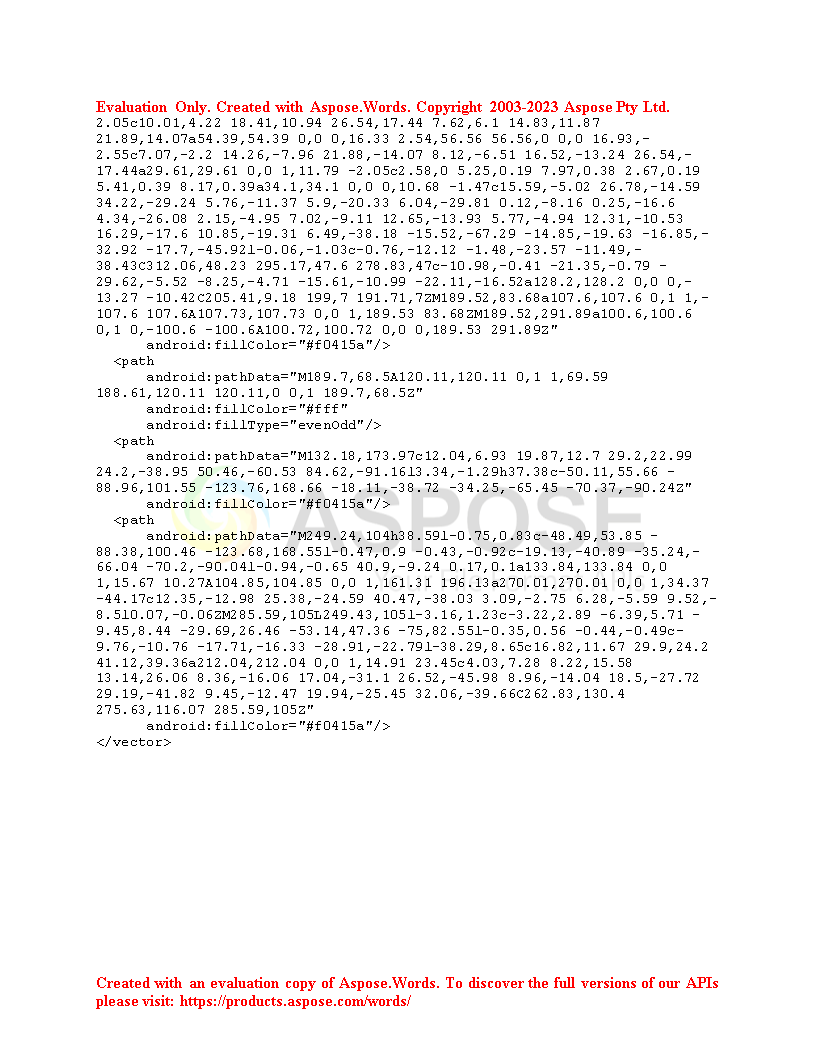 Evaluation Only. Created with Aspose.Words. Copyright 2003-2023 Aspose Pty Ltd.
2.05c10.01,4.22 18.41,10.94 26.54,17.44 7.62,6.1 14.83,11.87
21.89,14.07a54.39,54.39 0,0 0,16.33 2.54,56.56 56.56,0 0,0 16.93,-
2.55c7.07,-2.2 14.26,-7.96 21.88,-14.07 8.12,-6.51 16.52,-13.24 26.54,-
17.44a29.61,29.61 0,0 1,11.79 -2.05c2.58,0 5.25,0.19 7.97,0.38 2.67,0.19
5.41,0.39 8.17,0.39a34.1,34.1 0,0 0,10.68 -1.47c15.59,-5.02 26.78,-14.59
34.22,-29.24 5.76,-11.37 5.9,-20.33 6.04,-29.81 0.12,-8.16 0.25,-16.6
4.34,-26.08 2.15,-4.95 7.02,-9.11 12.65,-13.93 5.77,-4.94 12.31,-10.53
16.29,-17.6 10.85,-19.31 6.49,-38.18 -15.52,-67.29 -14.85,-19.63 -16.85,-
32.92 -17.7,-45.92l-0.06,-1.03c-0.76,-12.12 -1.48,-23.57 -11.49,-
38.43C312.06,48.23 295.17,47.6 278.83,47c-10.98,-0.41 -21.35,-0.79 -
29.62,-5.52 -8.25,-4.71 -15.61,-10.99 -22.11,-16.52a128.2,128.2 0,0 0,-
13.27 -10.42C205.41,9.18 199,7 191.71,7ZM189.52,83.68a107.6,107.6 0,1 1,-
107.6 107.6A107.73,107.73 0,0 1,189.53 83.68ZM189.52,291.89a100.6,100.6
0,1 0,-100.6 -100.6A100.72,100.72 0,0 0,189.53 291.89Z"
android:fillColor="#f0415a"/>
<path
android:pathData="M189.7,68.5A120.11,120.11 0,1 1,69.59
188.61,120.11 120.11,0 0,1 189.7,68.5Z"
android:fillColor="#fff"
android:fillType="evenOdd"/>
<path
android:pathData="M132.18,173.97c12.04,6.93 19.87,12.7 29.2,22.99
24.2,-38.95 50.46,-60.53 84.62,-91.16l3.34,-1.29h37.38c-50.11,55.66 -
88.96,101.55 -123.76,168.66 -18.11,-38.72 -34.25,-65.45 -70.37,-90.24Z"
android:fillColor="#f0415a"/>
<path
android:pathData="M249.24,104h38.59l-0.75,0.83c-48.49,53.85 -
88.38,100.46 -123.68,168.55l-0.47,0.9 -0.43,-0.92c-19.13,-40.89 -35.24,-
66.04 -70.2,-90.04l-0.94,-0.65 40.9,-9.24 0.17,0.1a133.84,133.84 0,0
1,15.67 10.27A104.85,104.85 0,0 1,161.31 196.13a270.01,270.01 0,0 1,34.37
-44.17c12.35,-12.98 25.38,-24.59 40.47,-38.03 3.09,-2.75 6.28,-5.59 9.52,-
8.5l0.07,-0.06ZM285.59,105L249.43,105l-3.16,1.23c-3.22,2.89 -6.39,5.71 -
9.45,8.44 -29.69,26.46 -53.14,47.36 -75,82.55l-0.35,0.56 -0.44,-0.49c-
9.76,-10.76 -17.71,-16.33 -28.91,-22.79l-38.29,8.65c16.82,11.67 29.9,24.2
41.12,39.36a212.04,212.04 0,0 1,14.91 23.45c4.03,7.28 8.22,15.58
13.14,26.06 8.36,-16.06 17.04,-31.1 26.52,-45.98 8.96,-14.04 18.5,-27.72
29.19,-41.82 9.45,-12.47 19.94,-25.45 32.06,-39.66C262.83,130.4
275.63,116.07 285.59,105Z"
android:fillColor="#f0415a"/>
</vector>
ASPOSE
Created with an evaluation copy of Aspose.Words. To discover the full versions of our APIs
please visit: https://products.aspose.com/words/